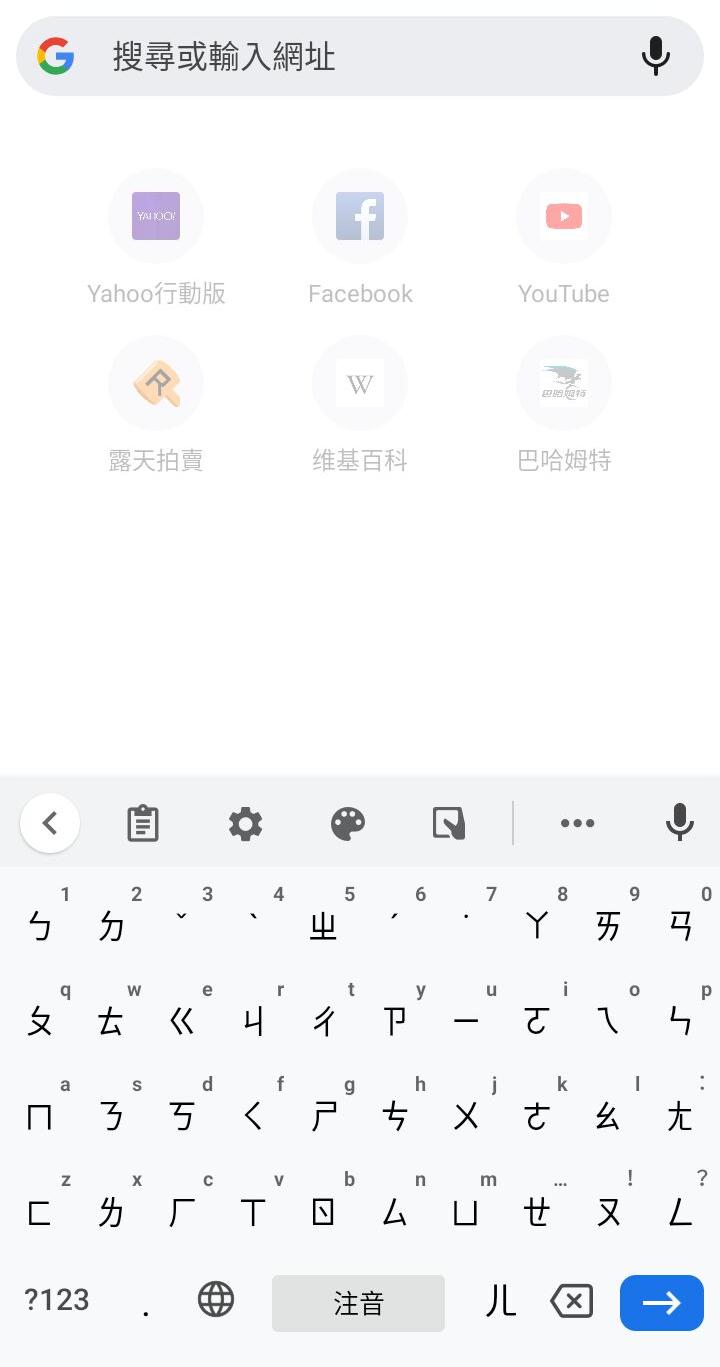 搜尋或輸入網址
YAHOO!
Yahoo行動版 Facebook YouTube
W 巴哈姆特
露天拍賣 维基百科 巴哈姆特
1 2 3 4 5 6 7 8 9 0
ㄅ ㄉ ˇ ˋ ㄓ ˊ ˙ ㄚ ㄞ ㄢ
q w e r t y u i o p
ㄆ ㄊ ㄍ ㄐ ㄔ ㄗ ㄧ ㄛ ㄟ ㄣ
a s d f g h j k l :
ㄇ ㄋ ㄎ ㄑ ㄕ ㄘ ㄨ ㄜ ㄠ ㄤ
z x c v b n m … ! ?
ㄈ ㄌ ㄏ ㄒ ㄖ ㄙ ㄩ ㄝ ㄡ ㄥ
?123 . 注音 ㄦ